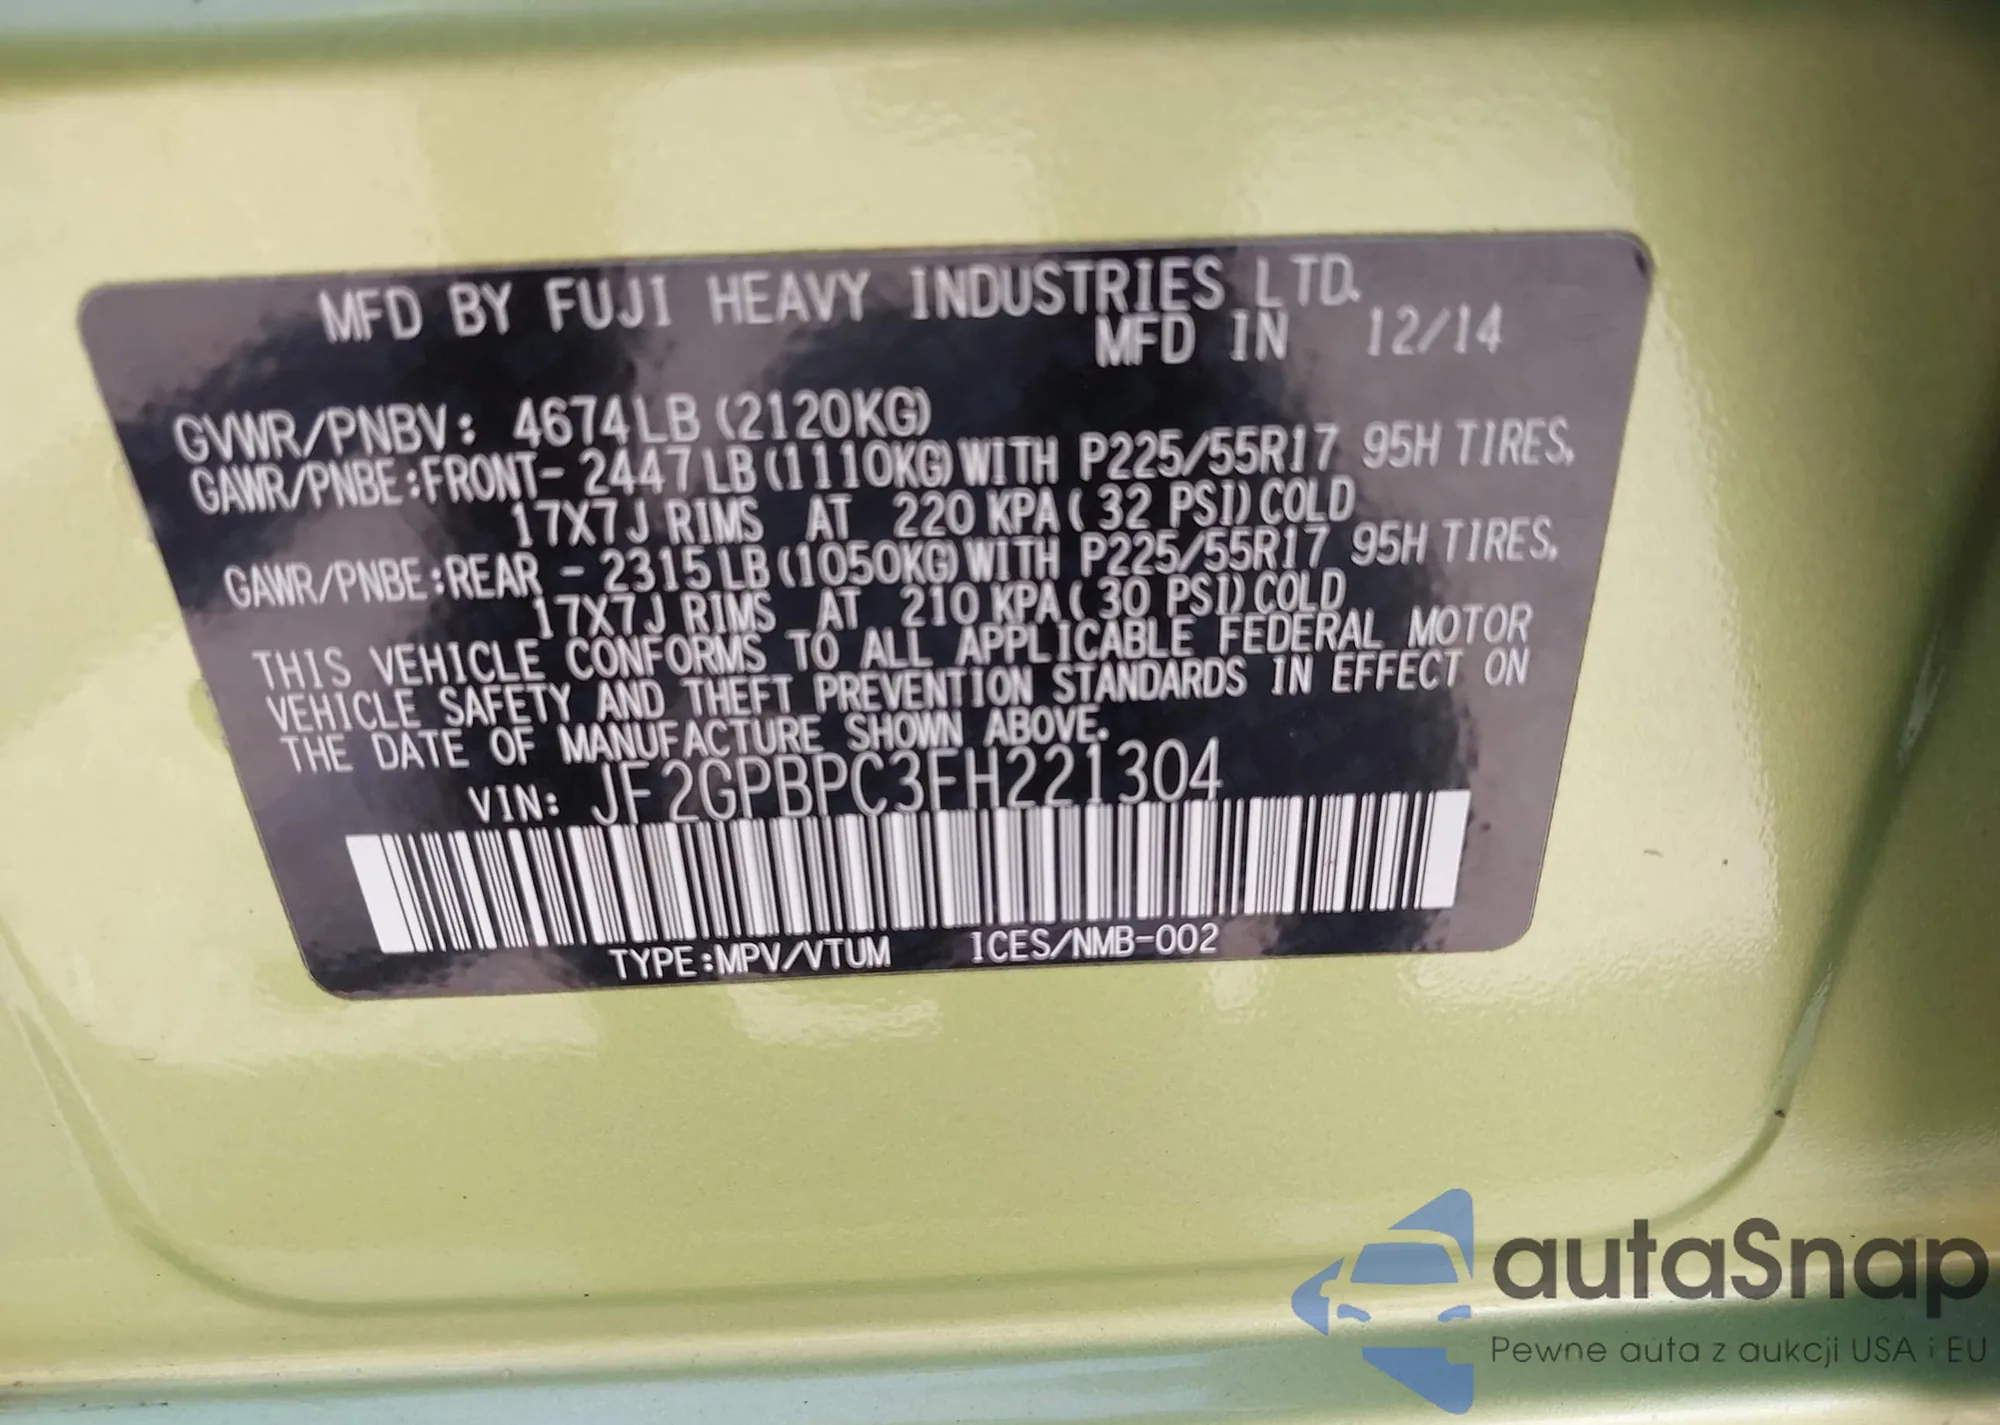 MFD BY FUJI HEAVY INDUSTRIES LTD.
MFD IN 12/14
GVWR/PNBV: 4674LB (2120KG)
GAWR/PNBE:FRONT- 2447LB(1110KG)WITH P225/55R17 95H TIRES,
17X7J RIMS AT 220 KPA( 32 PSI)COLD
GAWR/PNBE:REAR - 2315LB(1050KG)WITH P225/55R17 95H TIRES,
17X7J RIMS AT 210 KPA( 30 PSI)COLD
THIS VEHICLE CONFORMS TO ALL APPLICABLE FEDERAL MOTOR
VEHICLE SAFETY AND THEFT PREVENTION STANDARDS IN EFFECT ON
THE DATE OF MANUFACTURE SHOWN ABOVE.
VIN: JF2GPBPC3FH221304
TYPE:MPV/VTUM ICES/NMB-002
autaSnap
Pewne auta z aukcji USA i EU